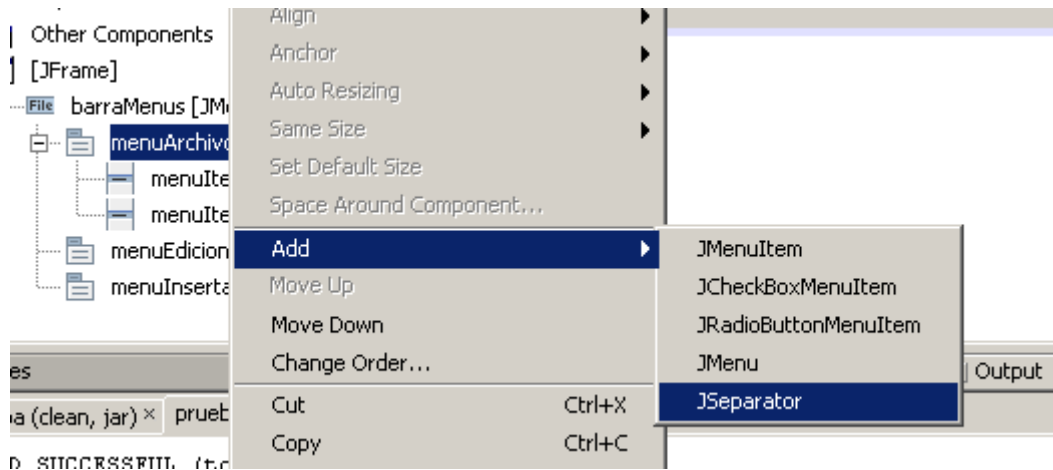 Other Components
[JFrame]
File barraMenus [JM
menuArchivo
menuIte
menuIte
menuEdicion
menuInserta
es
a (clean, jar) × prueb
D SUCCESSFUL (to
Align
Anchor
Auto Resizing
Same Size
Set Default Size
Space Around Component...
Add
Move Up
Move Down
Change Order...
Cut Ctrl+X
Copy Ctrl+C
JMenuItem
JCheckBoxMenuItem
JRadioButtonMenuItem
JMenu
JSeparator
Output